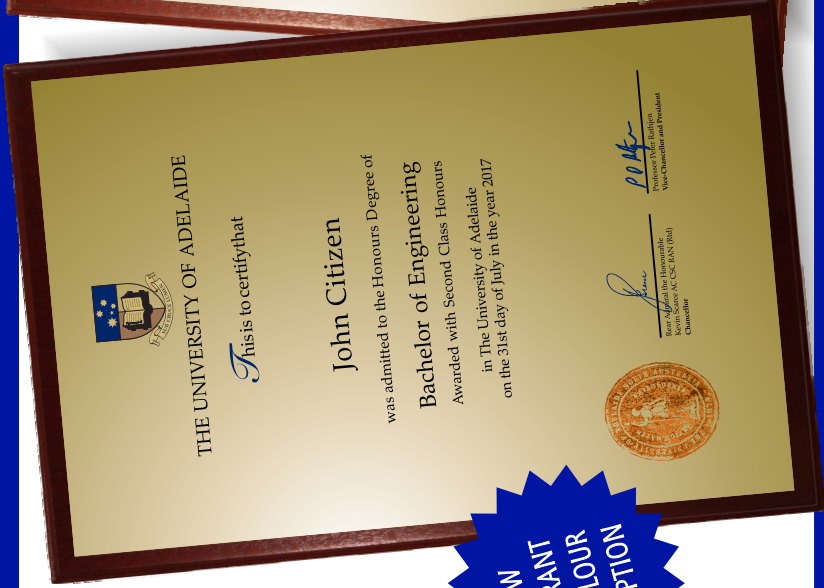 THE UNIVERSITY OF ADELAIDE
This is to certifythat
John Citizen
was admitted to the Honours Degree of
Bachelor of Engineering
Awarded with Second Class Honours
in The University of Adelaide
on the 31st day of July in the year 2017
Rear Admiral the Honourable
Kevin Scarce AC CSC RAN (Rtd)
Chancellor
Professor Peter Rathjen
Vice-Chancellor and President